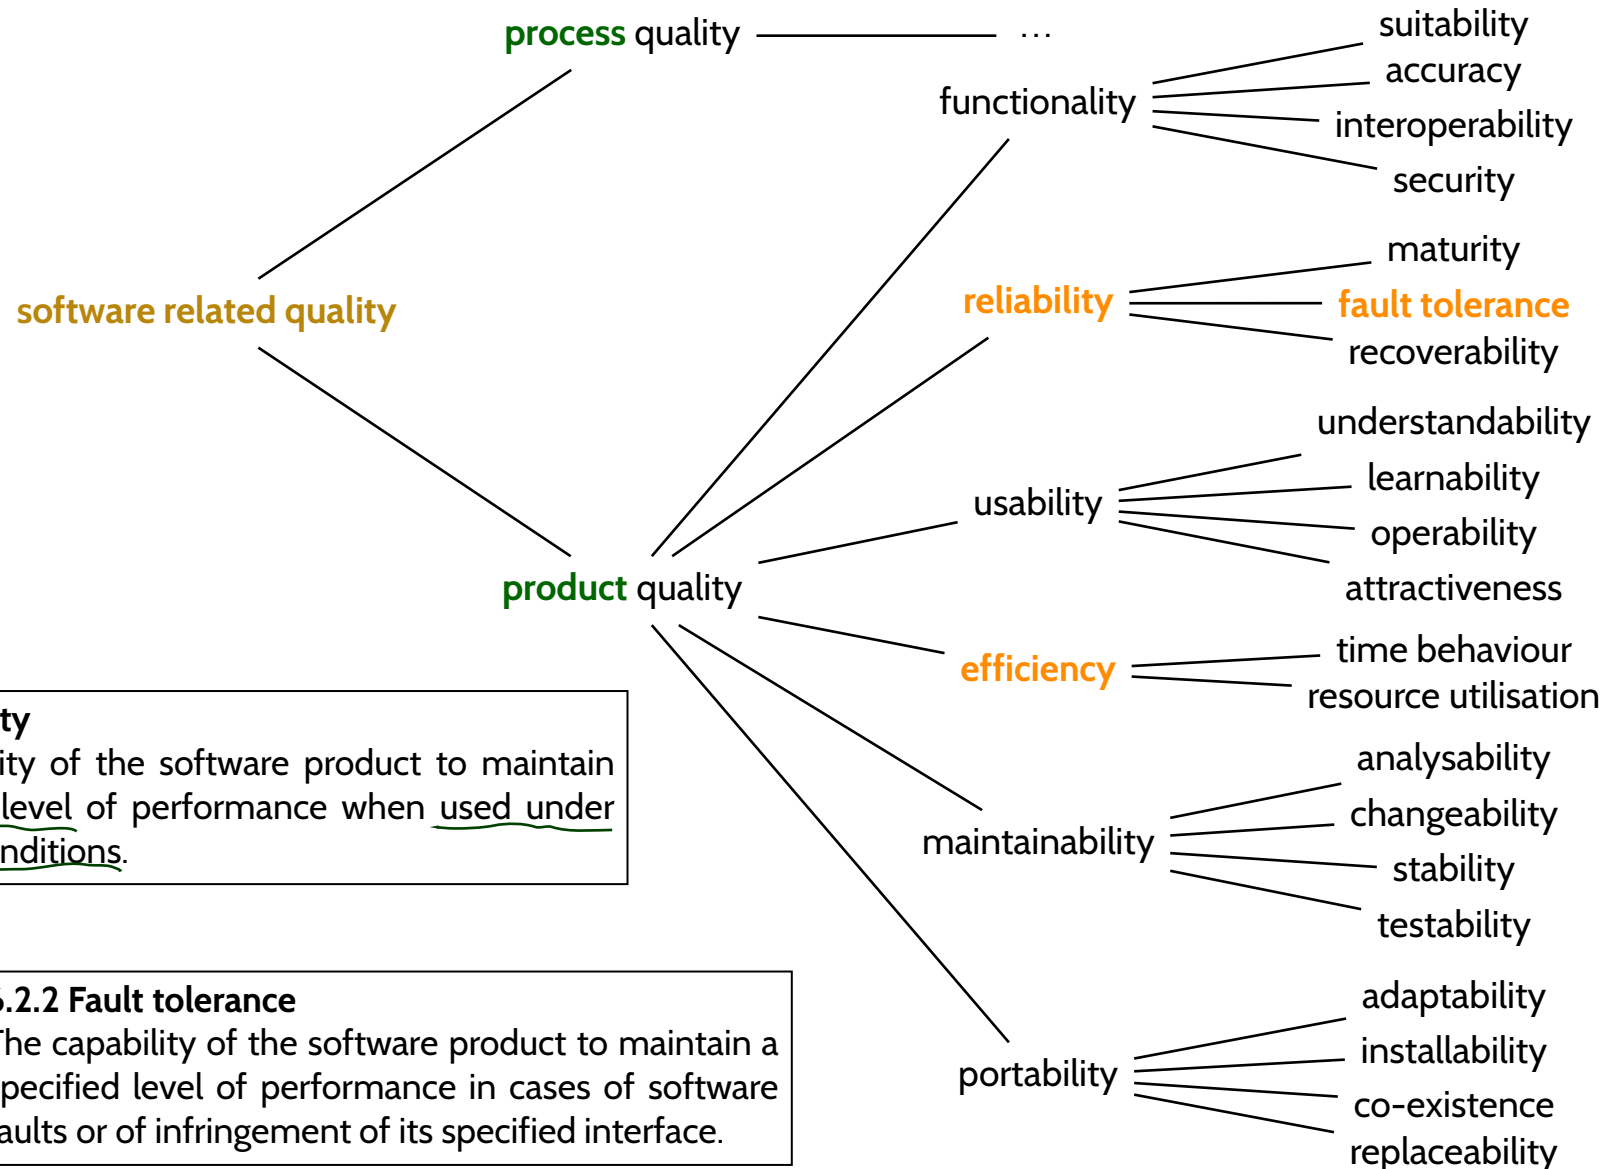 process quality
...
functionality
suitability
accuracy
interoperability
security
software related quality
reliability
maturity
fault tolerance
recoverability
usability
understandability
learnability
operability
attractiveness
product quality
efficiency
time behaviour
resource utilisation
maintainability
analysability
changeability
stability
testability
portability
adaptability
installability
co-existence
replaceability
ty
ity of the software product to maintain
level of performance when used under
nditions.
6.2.2 Fault tolerance
The capability of the software product to maintain a
pecified level of performance in cases of software
aults or of infringement of its specified interface.